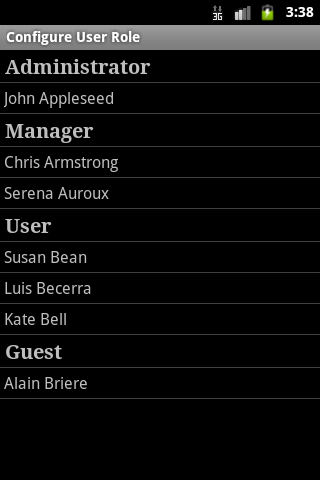 3G 3:38
Configure User Role
Administrator
John Appleseed
Manager
Chris Armstrong
Serena Auroux
User
Susan Bean
Luis Becerra
Kate Bell
Guest
Alain Briere